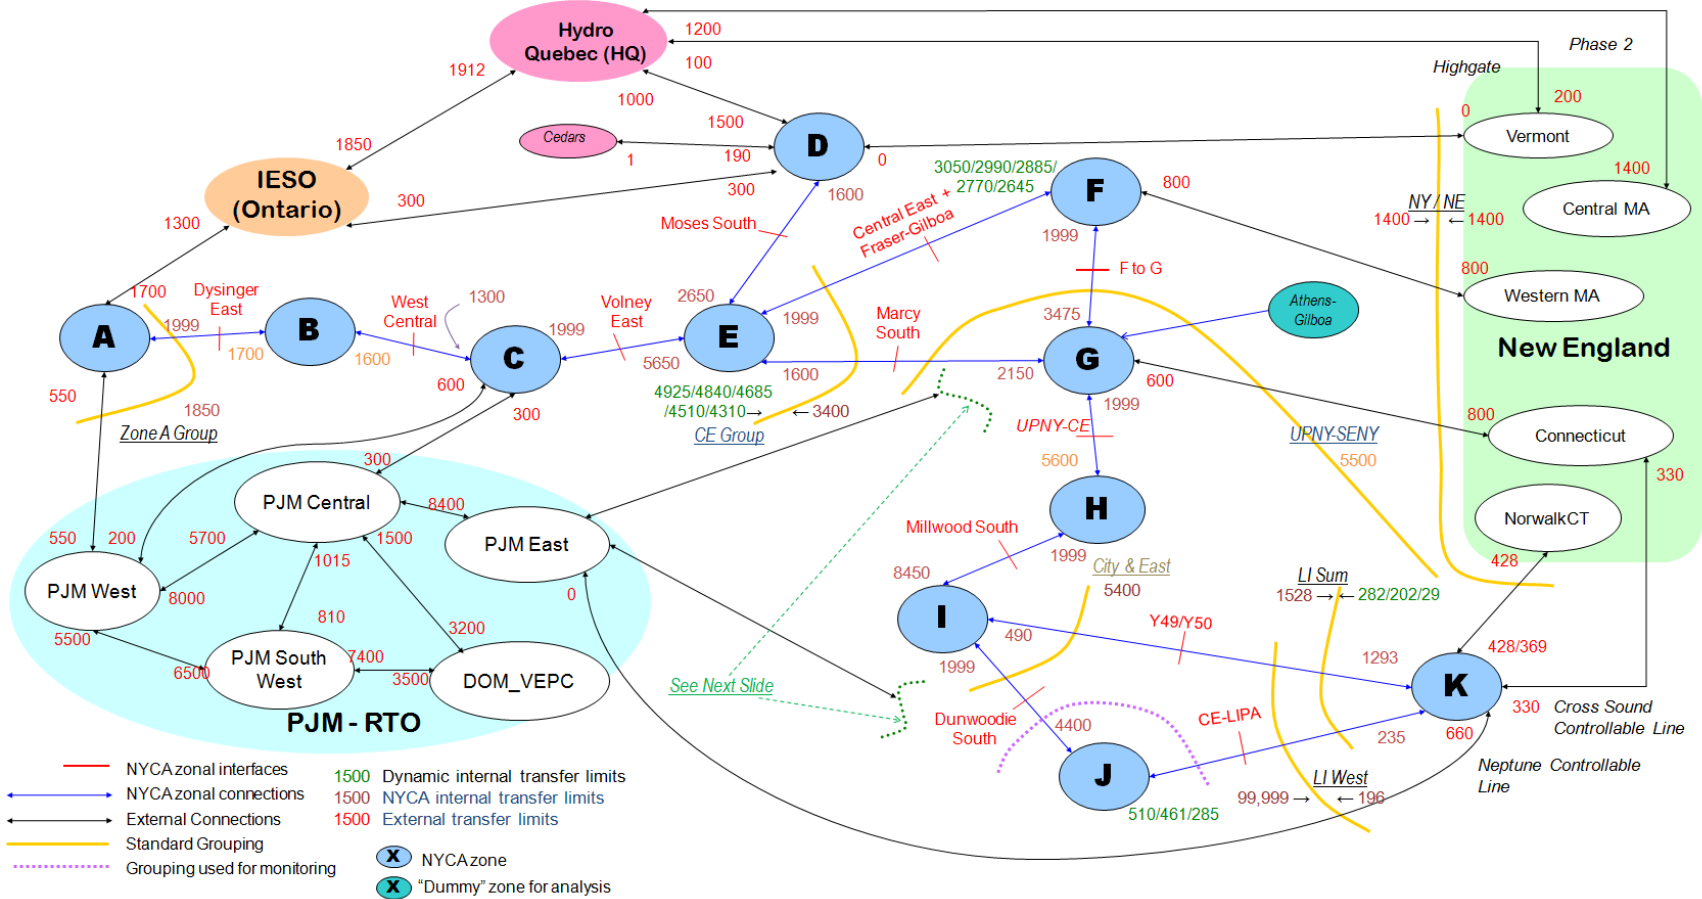 Hydro
Quebec (HQ)
1200
100
1912
1000
Phase 2
Highgate
0
200
Vermont
1400
Central MA
NY / NE
1400 → ← 1400
800
Western MA
New England
800
Connecticut
330
NorwalkCT
428
1850
IESO
(Ontario)
300
1300
Cedars
1
190
1500
D
0
300
1600
Moses South
3050/2990/2885/
2770/2645
Central East +
Fraser-Gilboa
F
800
1999
F to G
Athens-
Gilboa
1700
Dysinger
East
A
1999
1700
B
West
Central
1300
1600
C
1999
600
300
Volney
East
2650
E
5650
1999
1600
4925/4840/4685
/4510/4310→ ← 3400
CE Group
Marcy
South
3475
G
2150
600
1999
UPNY-CE
5600
UPNY-SENY
5500
550
1850
Zone A Group
H
Millwood South
1999
City & East
5400
8450
I
490
1999
Y49/Y50
LI Sum
1528 → ← 282/202/29
1293
K
428/369
330
660
235
Cross Sound
Controllable Line
Neptune Controllable
Line
Dunwoodie
South
4400
J
CE-LIPA
510/461/285
LI West
99,999 → ← 196
See Next Slide
300
PJM Central
8400
PJM East
0
550
200
5700
1500
1015
PJM West
8000
5500
810
3200
PJM South
West
6500
7400
3500
DOM_VEPC
PJM - RTO
NYCA zonal interfaces
NYCA zonal connections
External Connections
Standard Grouping
Grouping used for monitoring
1500 Dynamic internal transfer limits
1500 NYCA internal transfer limits
1500 External transfer limits
X NYCA zone
X "Dummy" zone for analysis